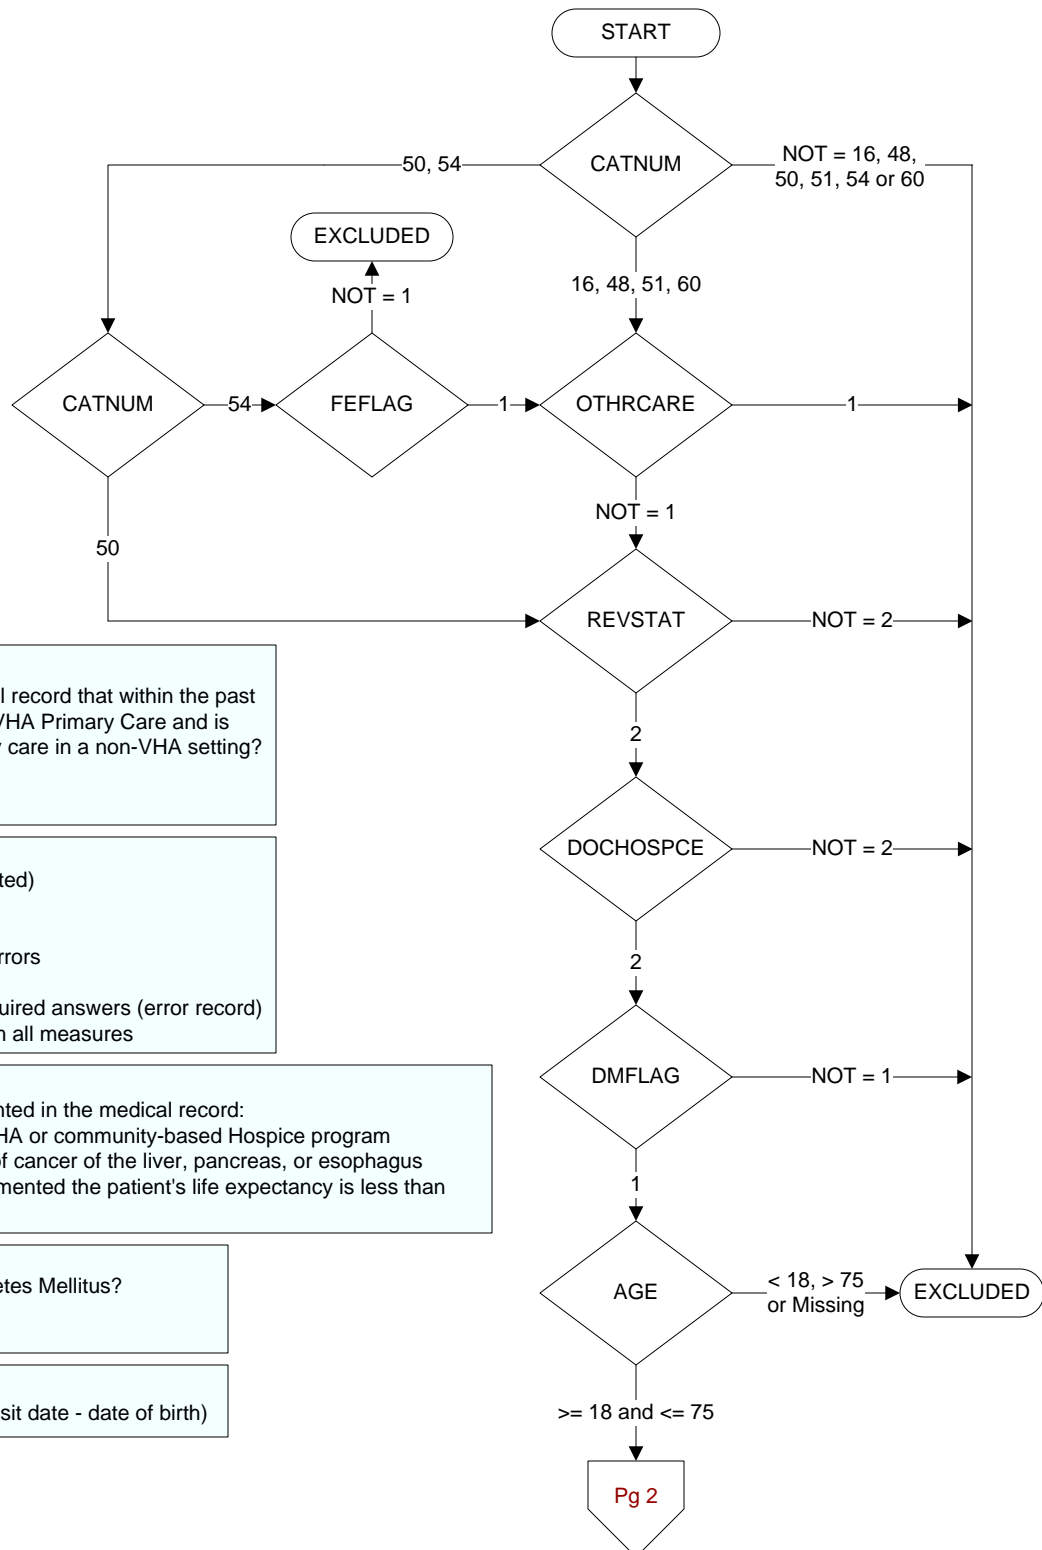 START
CATNUM
50, 54
NOT = 16, 48,
50, 51, 54 or 60
EXCLUDED
NOT = 1
16, 48, 51, 60
CATNUM
54
FEFLAG
1
OTHRCARE
1
NOT = 1
50
REVSTAT
NOT = 2
record that within the past
VHA Primary Care and is
care in a non-VHA setting?
2
DOCHOSPCE
NOT = 2
rrors
uired answers (error record)
all measures
2
DMFLAG
NOT = 1
nted in the medical record:
HA or community-based Hospice program
of cancer of the liver, pancreas, or esophagus
mented the patient's life expectancy is less than
1
etes Mellitus?
AGE
< 18, > 75
or Missing
EXCLUDED
sit date - date of birth)
>= 18 and <= 75
Pg 2